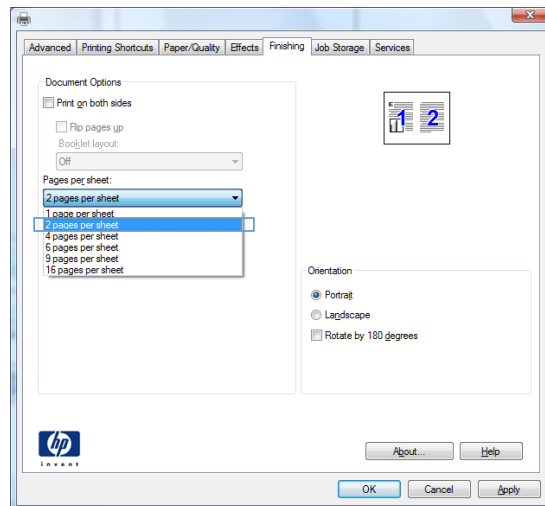 Advanced Printing Shortcuts Paper/Quality Effects Finishing Job Storage Services
Document Options
Print on both sides
Flip pages up
Booklet layout:
Off
Pages per sheet:
2 pages per sheet
1 page per sheet
2 pages per sheet
4 pages per sheet
6 pages per sheet
9 pages per sheet
16 pages per sheet
1 2
Orientation
Portrait
Landscape
Rotate by 180 degrees
hp
invent
About... Help
OK Cancel Apply